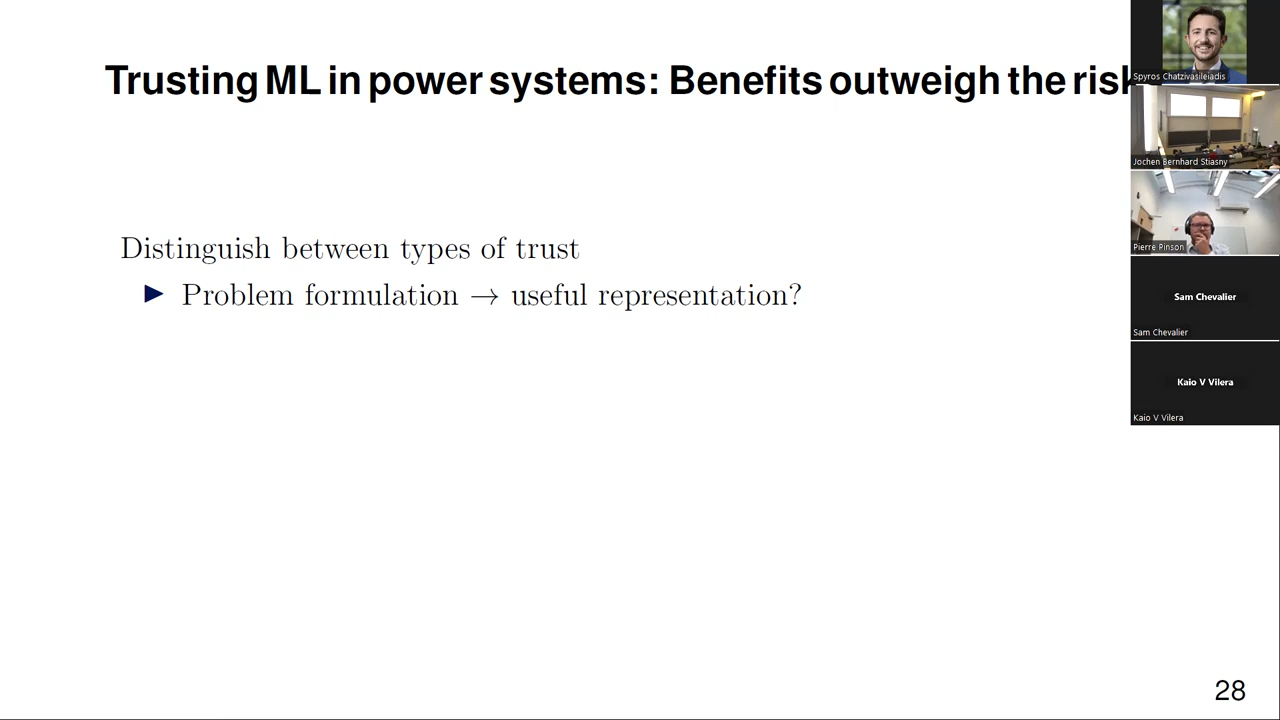 Trusting ML in power systems: Benefits outweigh the risk
Distinguish between types of trust
► Problem formulation → useful representation?
28
Spyros Chatzivasileiadis
Jochen Bernhard Stiasny
Pierre Pinson
Sam Chevalier
Sam Chevalier
Kaio V Vilera
Kaio V Vilera